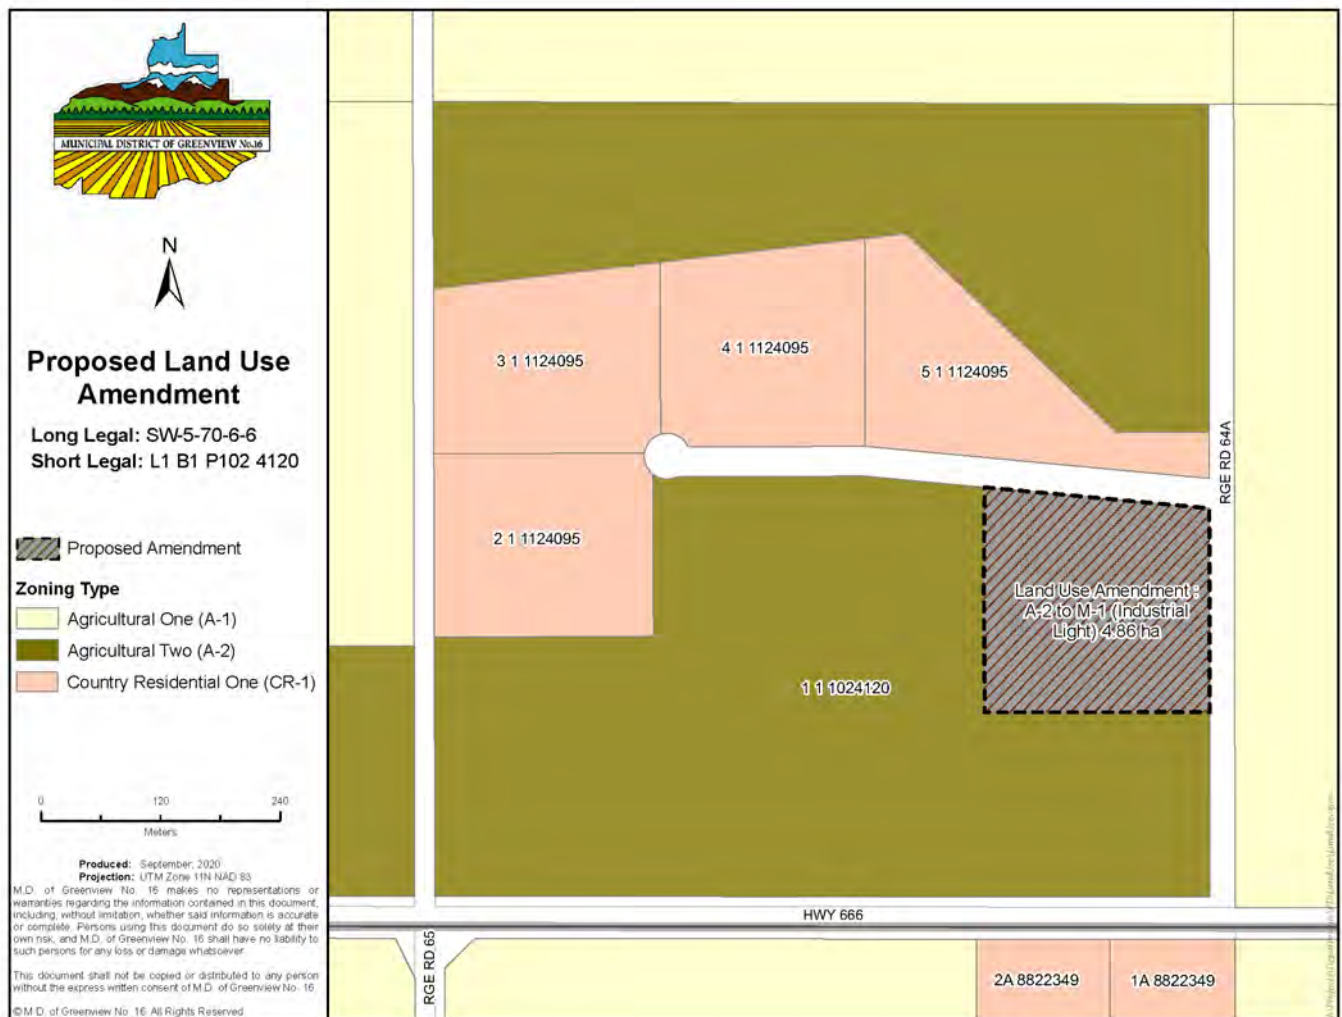 MUNICIPAL DISTRICT OF GREENVIEW No.16
N
Proposed Land Use
Amendment
Long Legal: SW-5-70-6-6
Short Legal: L1 B1 P102 4120
Proposed Amendment
Zoning Type
Agricultural One (A-1)
Agricultural Two (A-2)
Country Residential One (CR-1)
0 120 240
Meters
Produced: September, 2020
Projection: UTM Zone 11N NAD 83
M.D. of Greenview No. 16 makes no representations or
warranties regarding the information contained in this document,
including, without limitation, whether said information is accurate
or complete. Persons using this document do so solely at their
own risk, and M.D. of Greenview No. 16 shall have no liability to
such persons for any loss or damage whatsoever.
This document shall not be copied or distributed to any person
without the express written consent of M.D. of Greenview No. 16.
©M.D. of Greenview No. 16. All Rights Reserved
3 1 1124095
4 1 1124095
5 1 1124095
RGE RD 64A
2 1 1124095
Land Use Amendment :
A-2 to M-1 (Industrial
Light) 4.86 ha
1 1 1024120
HWY 666
RGE RD 65
2A 8822349
1A 8822349